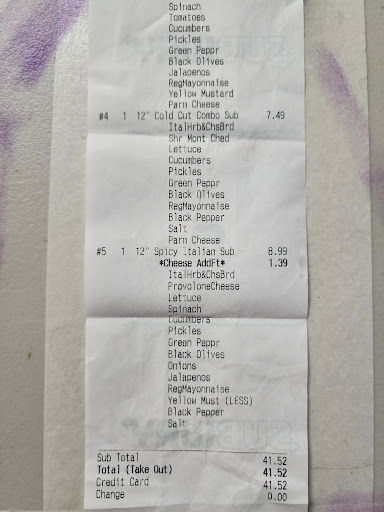 Spinach
Tomatoes
Cucumbers
Pickles
Green Peppr
Black Olives
Jalapenos
RegMayonnaise
Yellow Mustard
Parm Cheese
#4 1 12" Cold Cut Combo Sub 7.49
ItalHrb&ChsBrd
Shr Mont Ched
Lettuce
Cucumbers
Pickles
Green Peppr
Black Olives
RegMayonnaise
Black Pepper
Salt
Parm Cheese
#5 1 12" Spicy Italian Sub 8.99
*Cheese AddFt* 1.39
ItalHrb&ChsBrd
ProvoloneCheese
Lettuce
Spinach
Cucumbers
Pickles
Green Peppr
Black Olives
Onions
Jalapenos
RegMayonnaise
Yellow Must (LESS)
Black Pepper
Salt
Sub Total 41.52
Total (Take Out) 41.52
Credit Card 41.52
Change 0.00